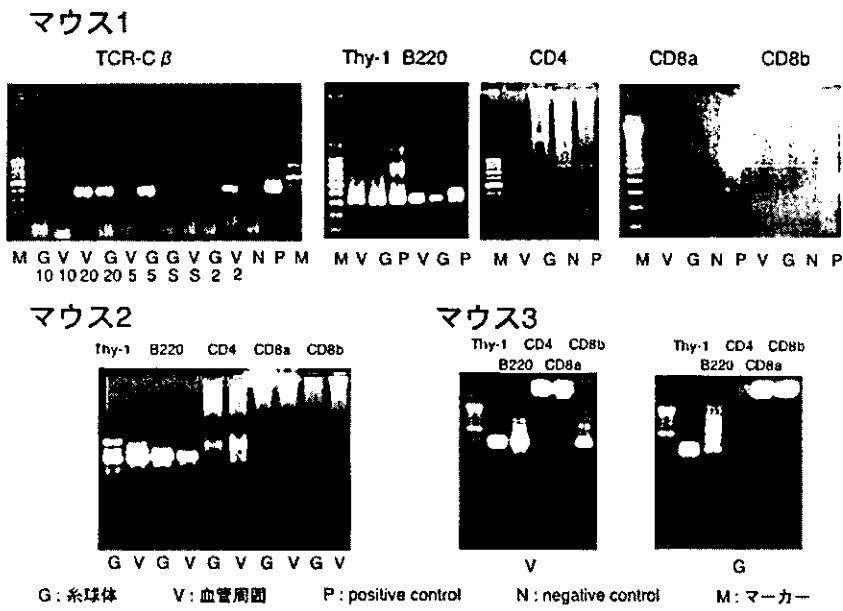 マウス1
TCR-C β Thy-1 B220 CD4 CD8a CD8b
M G V V G V G G V G V N P M M V G P V G P M V G N P M V G N P V G N P
10 10 20 20 5 5 S S 2 2
マウス2 マウス3
Thy-1 B220 CD4 CD8a CD8b Thy-1 CD4 CD8b Thy-1 CD4 CD8b
B220 CD8a B220 CD8a
G V G V G V G V G V V G
G : 糸球体 V : 血管周囲 P : positive control N : negative control M : マーカー